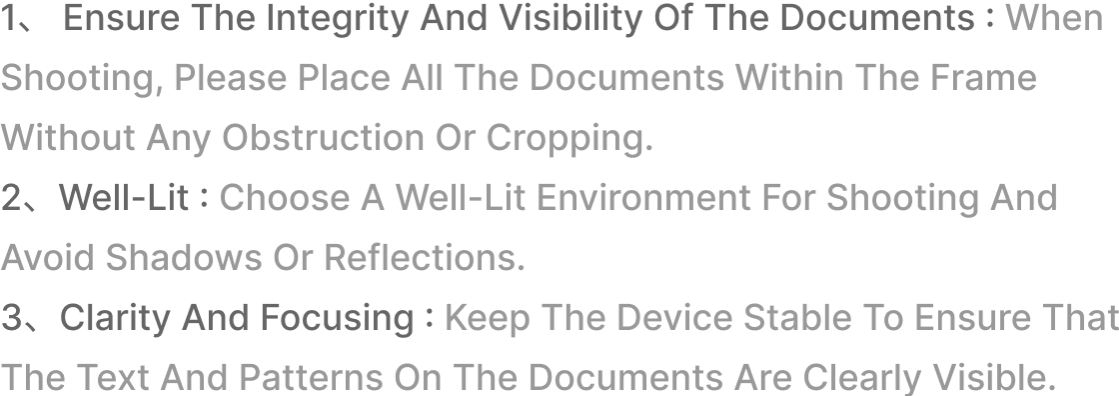 1、 Ensure The Integrity And Visibility Of The Documents : When
Shooting, Please Place All The Documents Within The Frame
Without Any Obstruction Or Cropping.
2、Well-Lit : Choose A Well-Lit Environment For Shooting And
Avoid Shadows Or Reflections.
3、Clarity And Focusing : Keep The Device Stable To Ensure That
The Text And Patterns On The Documents Are Clearly Visible.